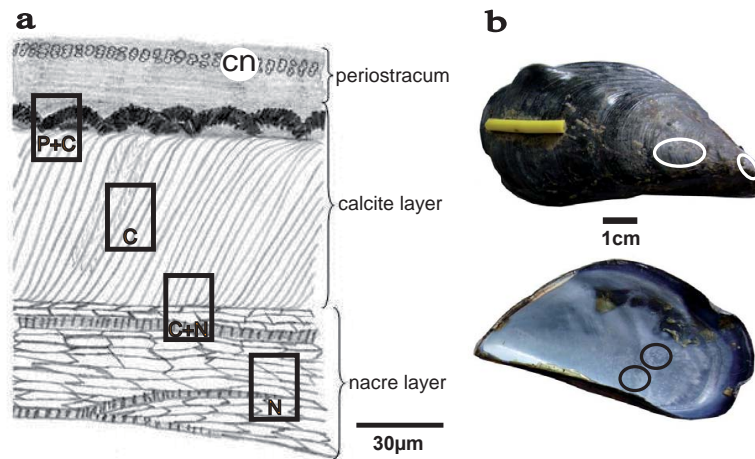 a
cn
periostracum
P+C
calcite layer
C
C+N
nacre layer
N
30µm
b
1cm